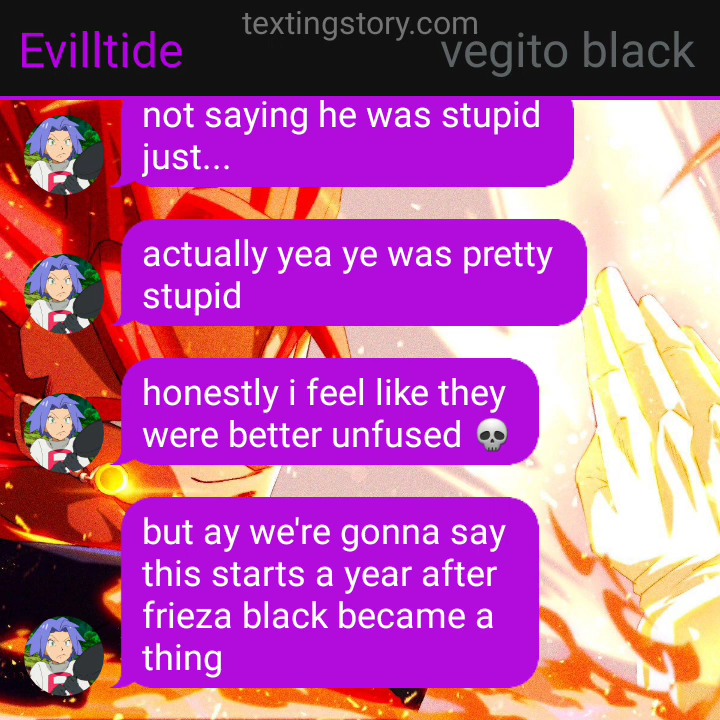 textingstory.com
Evilltide
vegito black
not saying he was stupid
just...
actually yea ye was pretty
stupid
honestly i feel like they
were better unfused 💀
but ay we're gonna say
this starts a year after
frieza black became a
thing